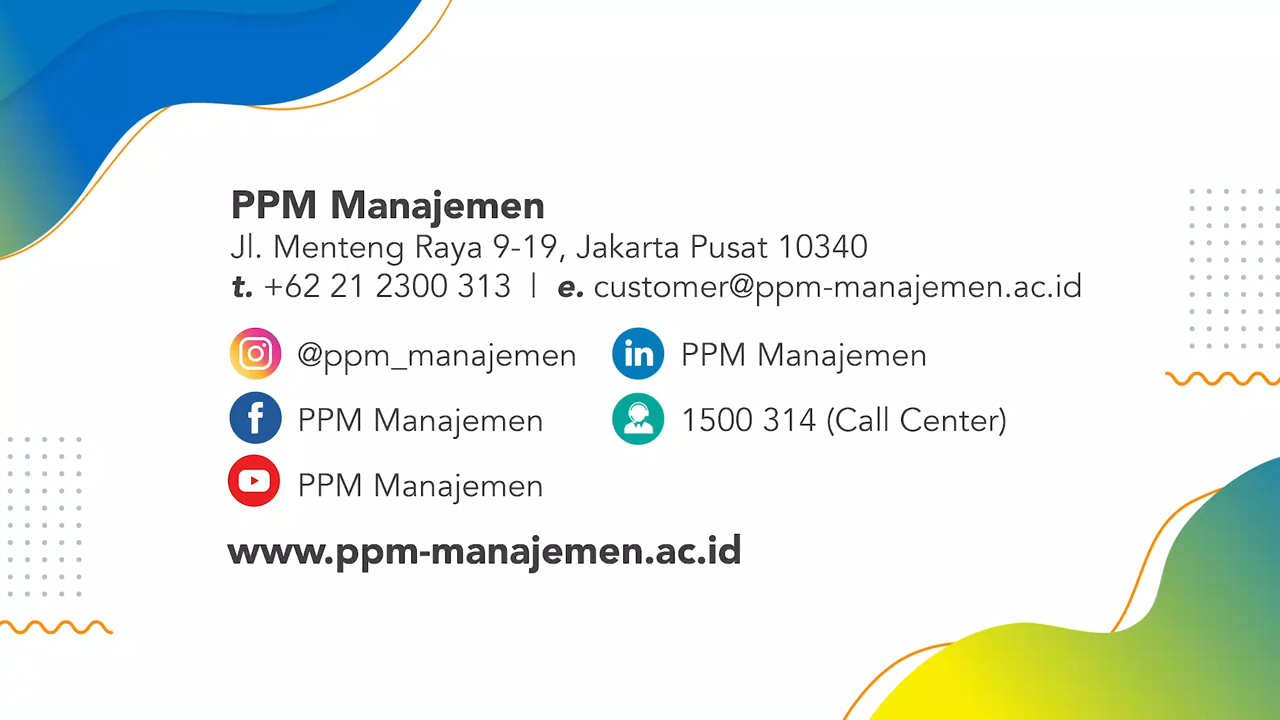 PPM Manajemen
Jl. Menteng Raya 9-19, Jakarta Pusat 10340
t. +62 21 2300 313 | e. customer@ppm-manajemen.ac.id
@ppm_manajemen
in PPM Manajemen
f PPM Manajemen
1500 314 (Call Center)
PPM Manajemen
www.ppm-manajemen.ac.id